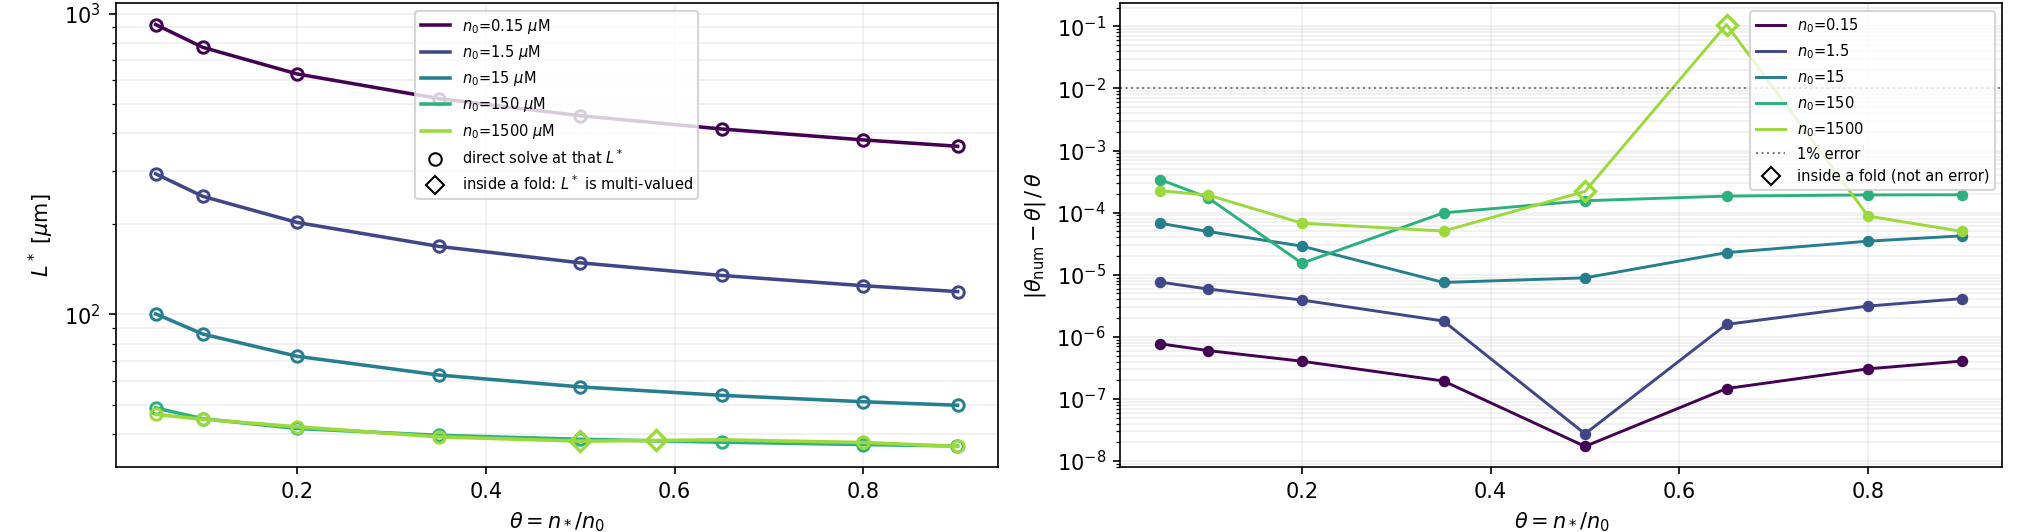 10³
10²
L* [μm]
0.2 0.4 0.6 0.8
θ = n*/n₀
n₀=0.15 μM
n₀=1.5 μM
n₀=15 μM
n₀=150 μM
n₀=1500 μM
direct solve at that L*
inside a fold: L* is multi-valued
10⁻¹
10⁻²
10⁻³
10⁻⁴
10⁻⁵
10⁻⁶
10⁻⁷
10⁻⁸
|θnum − θ| / θ
0.2 0.4 0.6 0.8
θ = n*/n₀
n₀=0.15
n₀=1.5
n₀=15
n₀=150
n₀=1500
1% error
inside a fold (not an error)